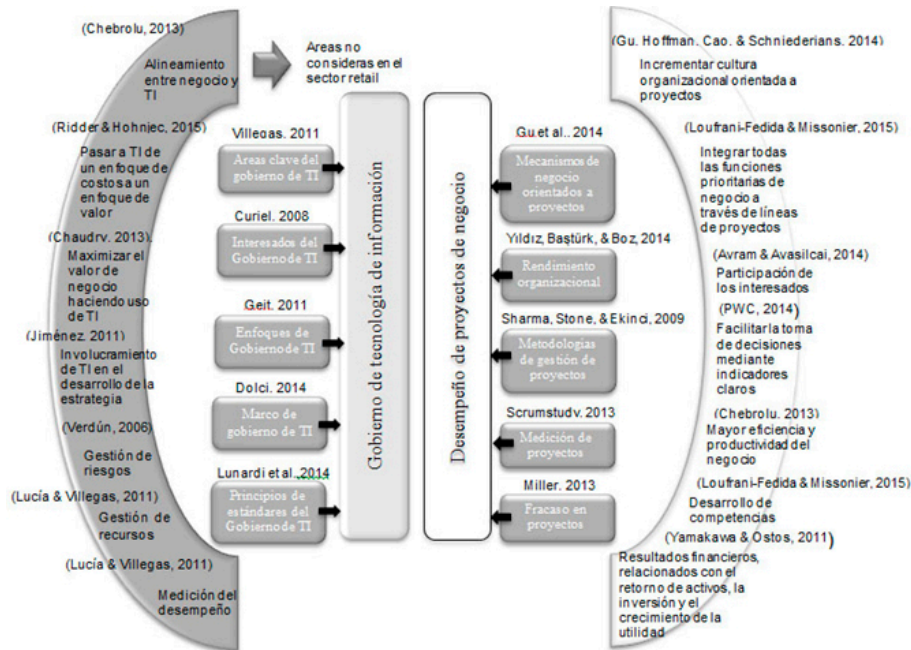 (Chebrolu, 2013)
Alineamiento
entre negocio y
TI
(Ridder & Hohnjec, 2015)
Pasar a TI de
un enfoque de
costos a un
enfoque de
valor
(Chaudry, 2013).
Maximizar el
valor de
negocio
haciendo uso
de TI
(Jiménez, 2011)
Involucramiento
de TI en el
desarrollo de la
estrategia
(Verdún, 2006)
Gestión de
riesgos
(Lucía & Villegas, 2011)
Gestión de
recursos
(Lucía & Villegas, 2011)
Medición del
desempeño
Areas no
consideras en el
sector retail
Villegas. 2011
Areas clave del
gobierno de TI
Curiel. 2008
Interesados del
Gobierno de TI
Geit. 2011
Enfoques de
Gobierno de TI
Dolci. 2014
Marco de
gobierno de TI
Lunardi et al., 2014
Principios de
estándares del
Gobierno de TI
Gobierno de tecnología de información
Desempeño de proyectos de negocio
Gu et al.. 2014
Mecanismos de
negocio orientados a
proyectos
Yıldız, Baştürk, & Boz, 2014
Rendimiento
organizacional
Sharma, Stone, & Ekinci, 2009
Metodologías
de gestión de
proyectos
Scrumstudy. 2013
Medición de
proyectos
Miller. 2013
Fracaso en
proyectos
(Gu, Hoffman, Cao, & Schniederjans, 2014)
Incrementar cultura
organizacional orientada a
proyectos
(Loufrani-Fedida & Missonier, 2015)
Integrar todas
las funciones
prioritarias de
negocio a
través de líneas
de proyectos
(Avram & Avasilcai, 2014)
Participación de
los interesados
(PWC, 2014)
Facilitar la toma
de decisiones
mediante
indicadores
claros
(Chebrolu, 2013)
Mayor eficiencia y
productividad del
negocio
(Loufrani-Fedida & Missonier, 2015)
Desarrollo de
competencias
(Yamakawa & Ostos, 2011)
Resultados financieros,
relacionados con el
retorno de activos, la
inversión y el
crecimiento de la
utilidad